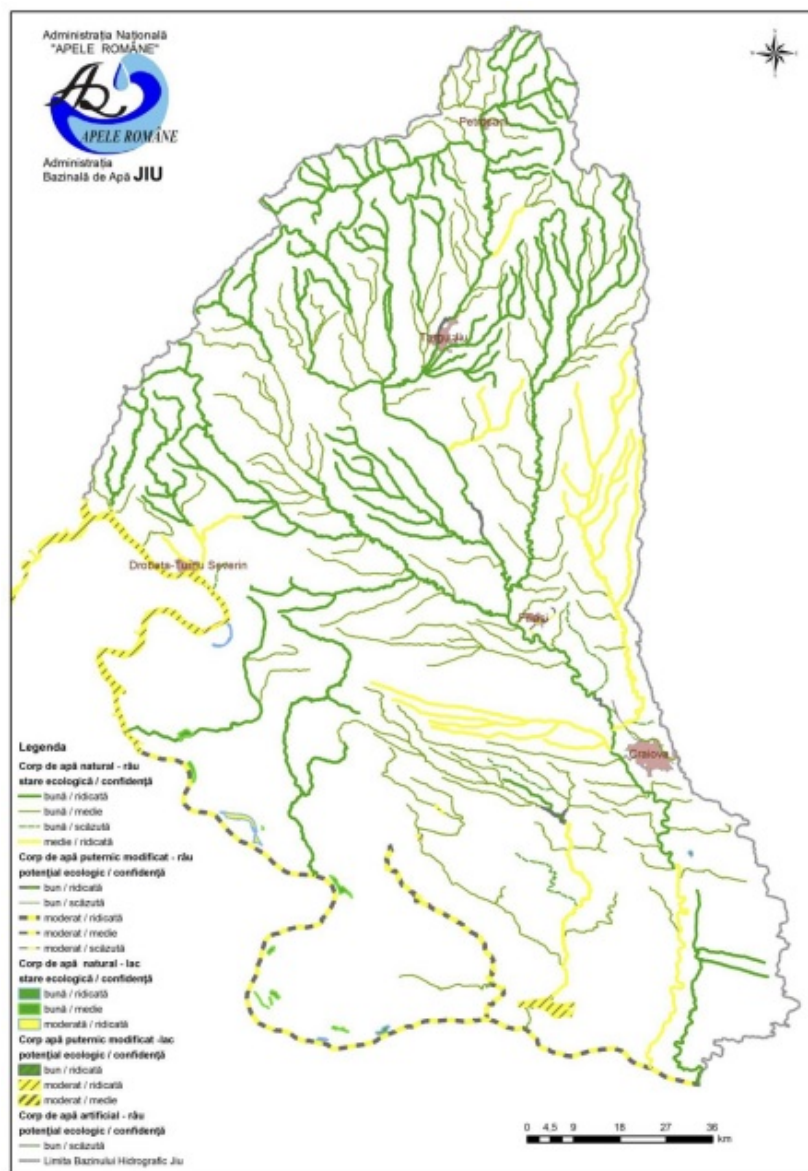 Administrația Națională
"APELE ROMÂNE"
APELE ROMÂNE
Administrația
Bazinală de Apă JIU
Petroșani
Târgu Jiu
Drobeta-Turnu Severin
Filiași
Craiova
Legenda
Corp de apă natural - râu
stare ecologică / confidență
bună / ridicată
bună / medie
bună / scăzută
medie / ridicată
Corp de apă puternic modificat - râu
potențial ecologic / confidență
bun / ridicată
bun / scăzută
moderat / ridicată
moderat / medie
moderat / scăzută
Corp de apă natural - lac
stare ecologică / confidență
bună / ridicată
bună / medie
moderată / ridicată
Corp apă puternic modificat -lac
potențial ecologic / confidență
bun / ridicată
moderat / ridicată
moderat / medie
Corp de apă artificial - râu
potențial ecologic / confidență
bun / scăzută
Limita Bazinului Hidrografic Jiu
0 4,5 9 18 27 36
km